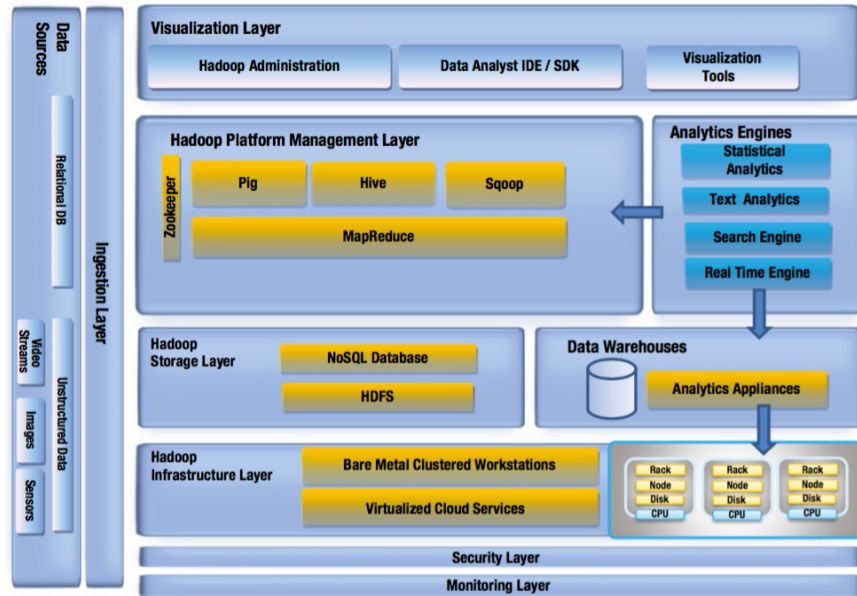 Data
Sources
Relational DB
Video
Streams
Images
Sensors
Unstructured Data
Ingestion Layer
Visualization Layer
Hadoop Administration
Data Analyst IDE / SDK
Visualization
Tools
Hadoop Platform Management Layer
Zookeeper
Pig
Hive
Sqoop
MapReduce
Analytics Engines
Statistical
Analytics
Text Analytics
Search Engine
Real Time Engine
Hadoop
Storage Layer
NoSQL Database
HDFS
Data Warehouses
Analytics Appliances
Hadoop
Infrastructure Layer
Bare Metal Clustered Workstations
Virtualized Cloud Services
Rack
Node
Disk
CPU
Rack
Node
Disk
CPU
Rack
Node
Disk
CPU
Security Layer
Monitoring Layer